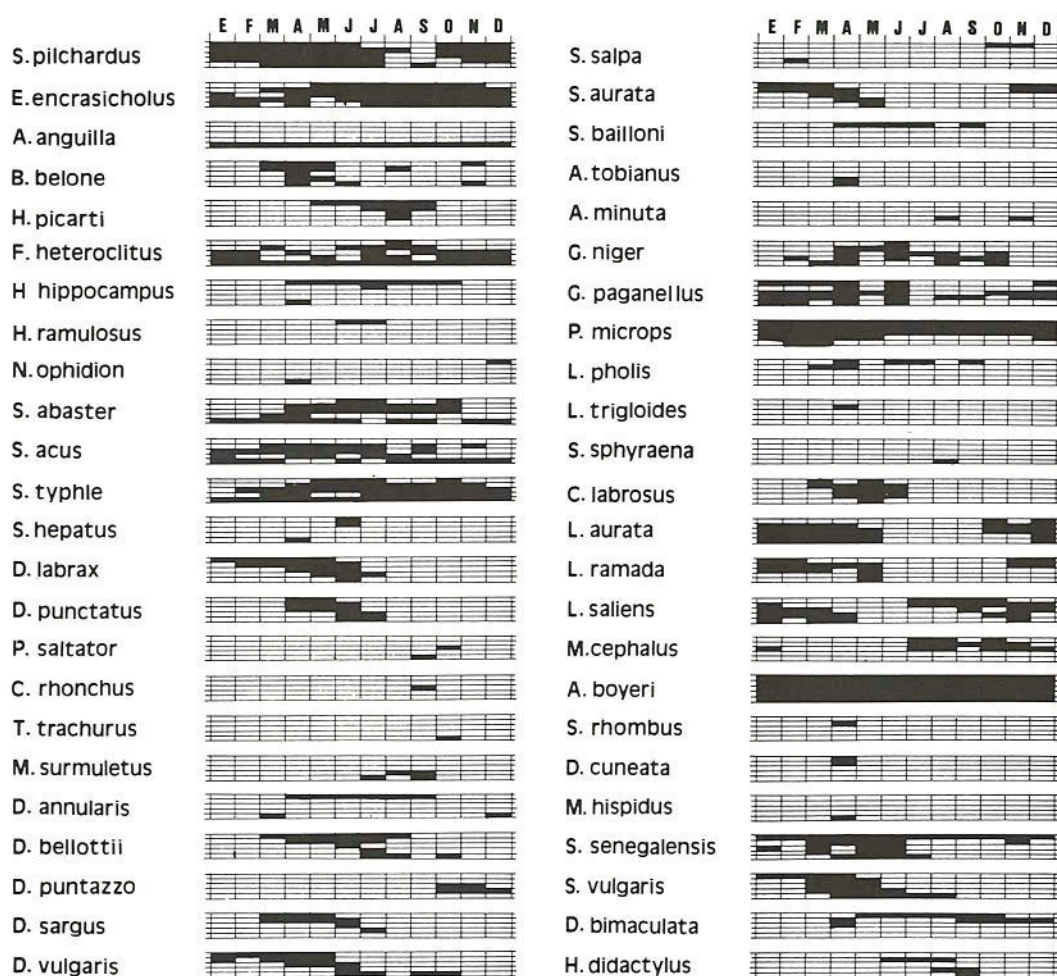 E F M A M J J A S O N D
S. pilchardus
E. encrasicholus
A. anguilla
B. belone
H. picarti
F. heteroclitus
H hippocampus
H. ramulosus
N. ophidion
S. abaster
S. acus
S. typhle
S. hepatus
D. labrax
D. punctatus
P. saltator
C. rhonchus
T. trachurus
M. surmuletus
D. annularis
D. bellottii
D. puntazzo
D. sargus
D. vulgaris
E F M A M J J A S O N D
S. salpa
S. aurata
S. bailloni
A. tobianus
A. minuta
G. niger
G. paganellus
P. microps
L. pholis
L. trigloides
S. sphyraena
C. labrosus
L. aurata
L. ramada
L. saliens
M. cephalus
A. boyeri
S. rhombus
D. cuneata
M. hispidus
S. senegalensis
S. vulgaris
D. bimaculata
H. didactylus